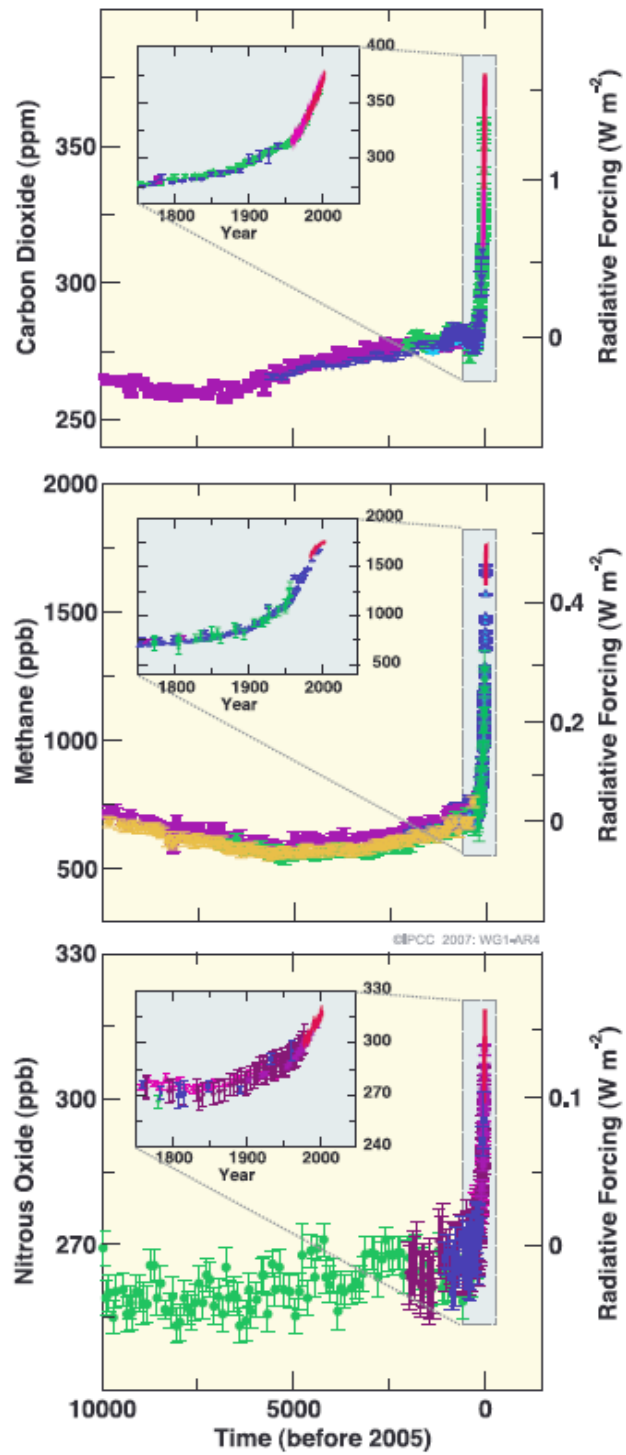 400
350
300
1800 1900 2000
Year
350
300
250
Carbon Dioxide (ppm)
1
0
Radiative Forcing (W m-2)
2000
1500
1000
500
Methane (ppb)
2000
1500
1000
500
1800 1900 2000
Year
0.4
0.2
0
Radiative Forcing (W m-2)
©IPCC 2007: WG1-AR4
330
300
270
Nitrous Oxide (ppb)
330
300
270
240
1800 1900 2000
Year
0.1
0
Radiative Forcing (W m-2)
10000 5000 0
Time (before 2005)